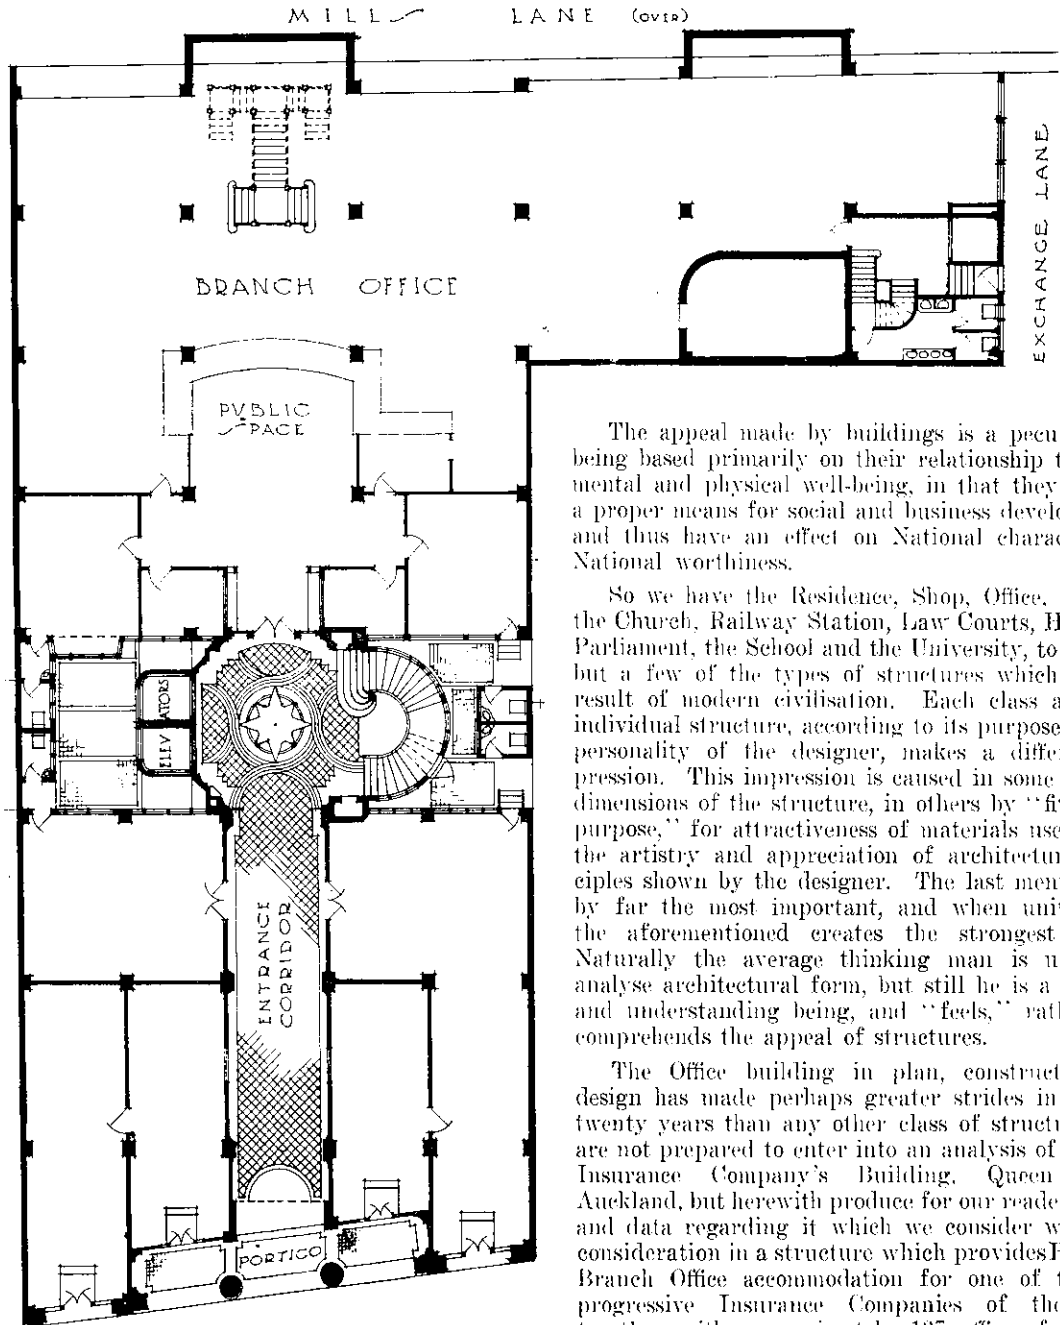 MILLS LANE (OVER)
EXCHANGE LANE
BRANCH OFFICE
PUBLIC
SPACE
ELEV ATORS
ENTRANCE
CORRIDOR
PORTICO
The appeal made by buildings is a pecu
being based primarily on their relationship t
mental and physical well-being, in that they
a proper means for social and business develo
and thus have an effect on National charac
National worthiness.
So we have the Residence, Shop, Office,
the Church, Railway Station, Law Courts, H
Parliament, the School and the University, to
but a few of the types of structures which
result of modern civilisation. Each class a
individual structure, according to its purpose
personality of the designer, makes a diffe
pression. This impression is caused in some
dimensions of the structure, in others by "fi
purpose," for attractiveness of materials use
the artistry and appreciation of architectu
ciples shown by the designer. The last men
by far the most important, and when uni
the aforementioned creates the strongest
Naturally the average thinking man is u
analyse architectural form, but still he is a
and understanding being, and "feels," rat
comprehends the appeal of structures.
The Office building in plan, construct
design has made perhaps greater strides in
twenty years than any other class of struct
are not prepared to enter into an analysis of
Insurance Company's Building, Queen
Auckland, but herewith produce for our reade
and data regarding it which we consider w
consideration in a structure which provides H
Branch Office accommodation for one of t
progressive Insurance Companies of the